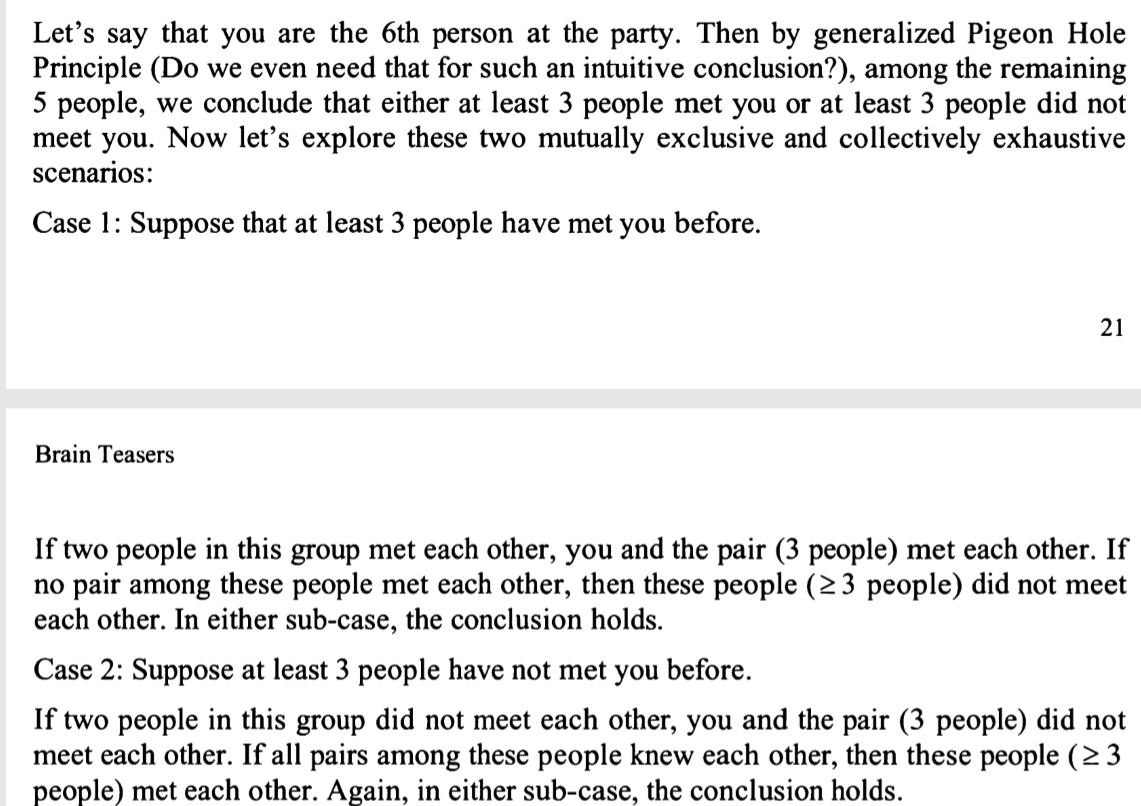 Let’s say that you are the 6th person at the party. Then by generalized Pigeon Hole
Principle (Do we even need that for such an intuitive conclusion?), among the remaining
5 people, we conclude that either at least 3 people met you or at least 3 people did not
meet you. Now let’s explore these two mutually exclusive and collectively exhaustive
scenarios:
Case 1: Suppose that at least 3 people have met you before.
21
Brain Teasers
If two people in this group met each other, you and the pair (3 people) met each other. If
no pair among these people met each other, then these people (≥ 3 people) did not meet
each other. In either sub-case, the conclusion holds.
Case 2: Suppose at least 3 people have not met you before.
If two people in this group did not meet each other, you and the pair (3 people) did not
meet each other. If all pairs among these people knew each other, then these people (≥ 3
people) met each other. Again, in either sub-case, the conclusion holds.